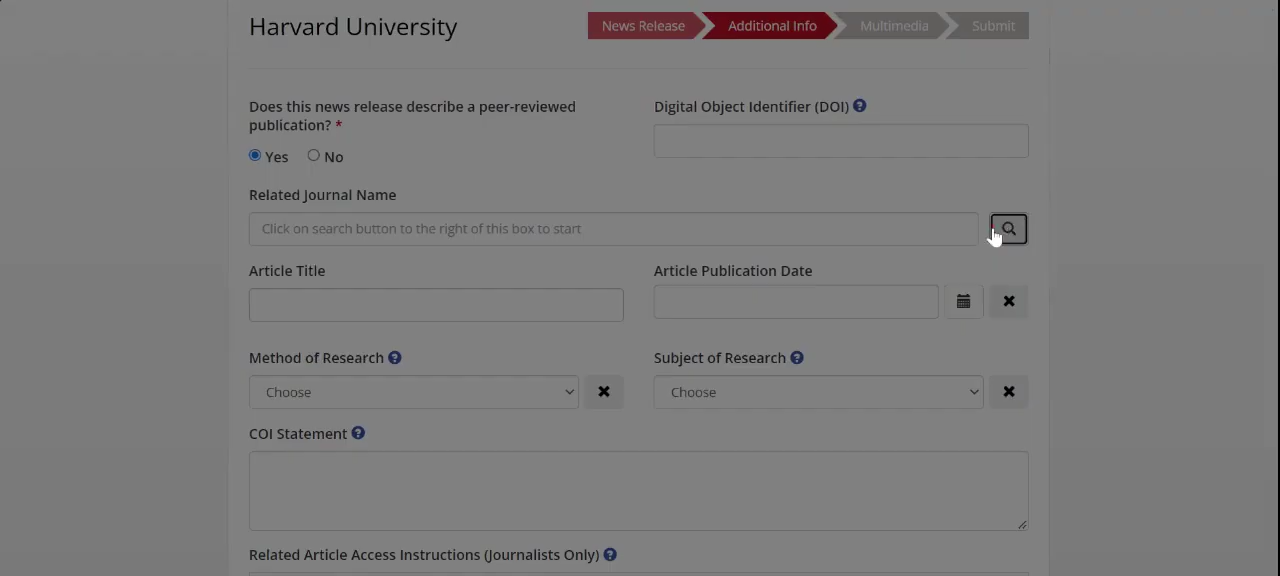 Harvard University
News Release
Additional Info
Multimedia
Submit
Does this news release describe a peer-reviewed
publication? *
Yes
No
Digital Object Identifier (DOI)
Related Journal Name
Click on search button to the right of this box to start
Article Title
Article Publication Date
Method of Research
Subject of Research
Choose
Choose
COI Statement
Related Article Access Instructions (Journalists Only)